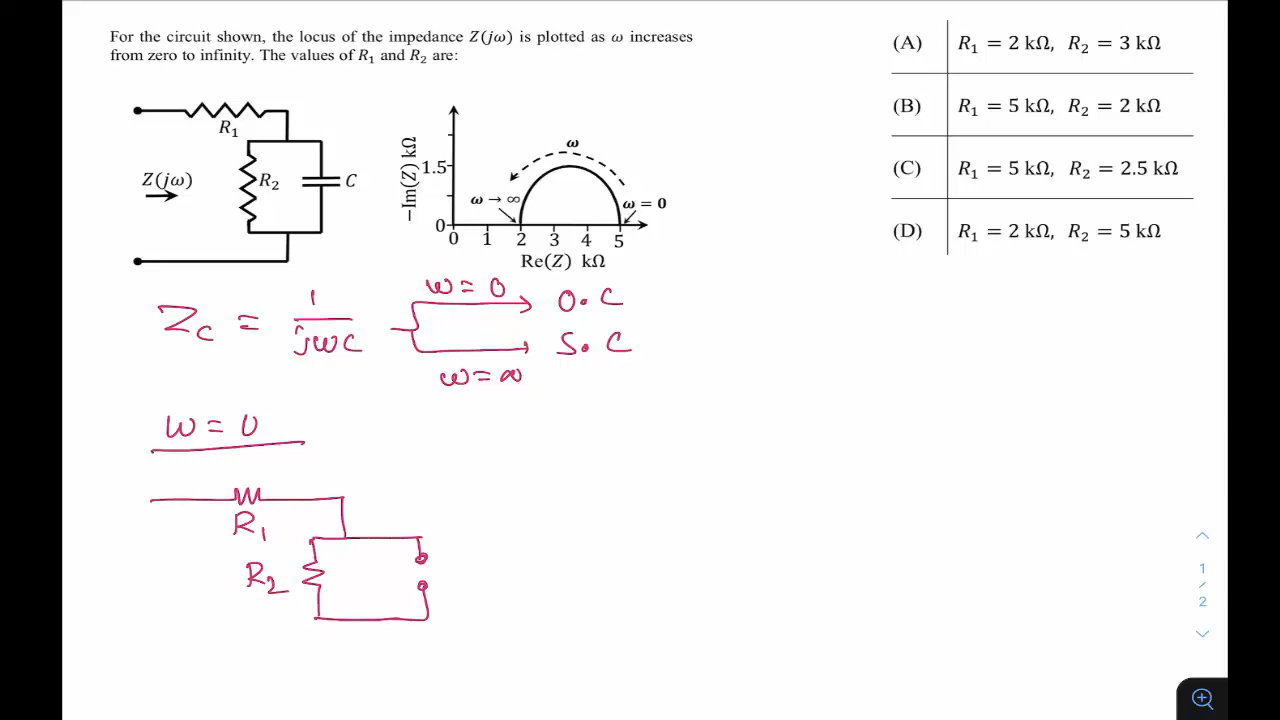 For the circuit shown, the locus of the impedance Z(jω) is plotted as ω increases
from zero to infinity. The values of R₁ and R₂ are:
(A) R₁ = 2 kΩ, R₂ = 3 kΩ
(B) R₁ = 5 kΩ, R₂ = 2 kΩ
(C) R₁ = 5 kΩ, R₂ = 2.5 kΩ
(D) R₁ = 2 kΩ, R₂ = 5 kΩ
R₁
Z(jω)
R₂
C
−Im(Z) kΩ
1.5
0
ω
ω → ∞
ω = 0
0 1 2 3 4 5
Re(Z) kΩ
Z_C = 1/jωC
ω = 0
O.C
S.C
ω = ∞
ω = 0
R₁
R₂
1
/
2